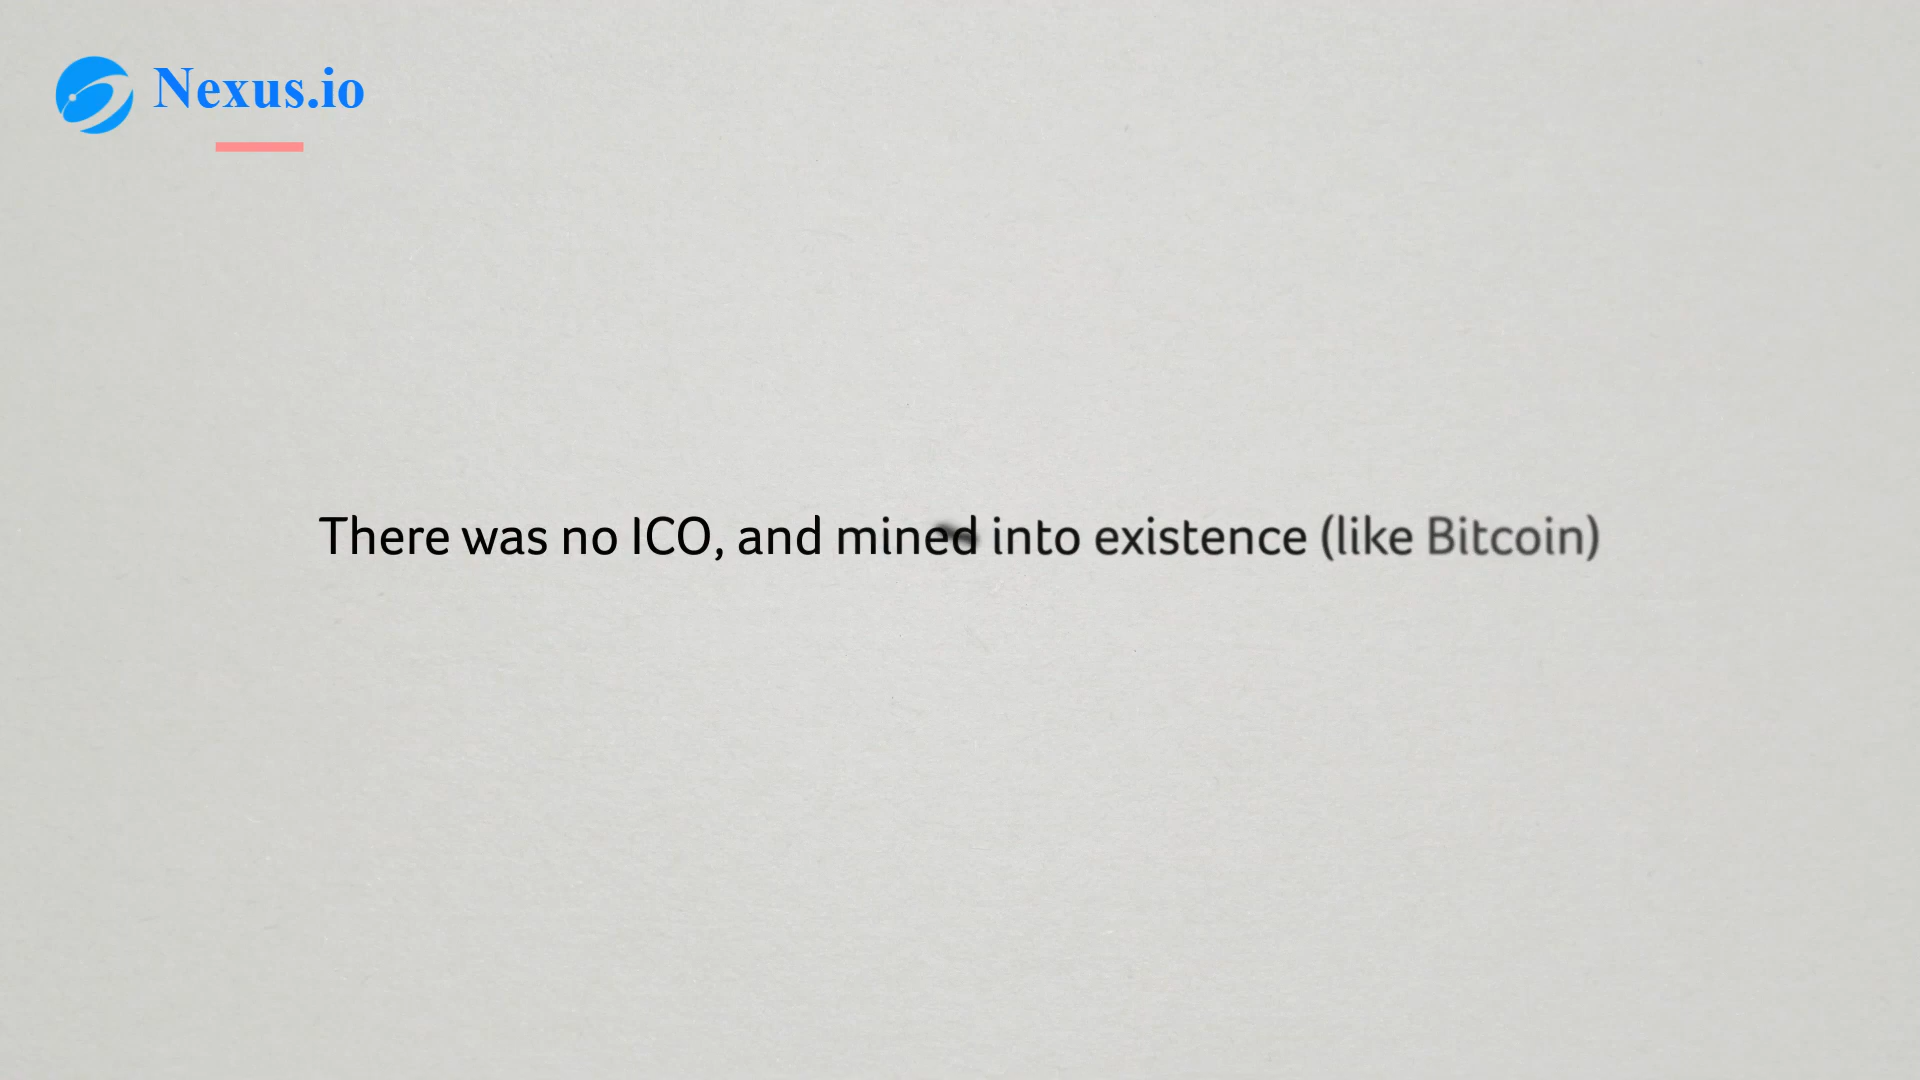 Nexus.io
There was no ICO, and mined into existence (like Bitcoin)